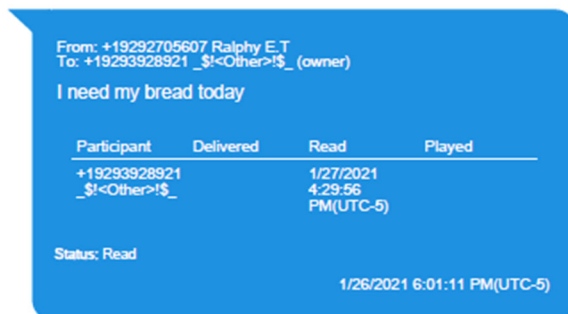 From: +19292705607 Ralphy E.T
To: +19293928921 _$!<Other>!$_ (owner)
I need my bread today
Participant Delivered Read Played
+19293928921 1/27/2021
_$!<Other>!$_ 4:29:56
PM(UTC-5)
Status: Read
1/26/2021 6:01:11 PM(UTC-5)